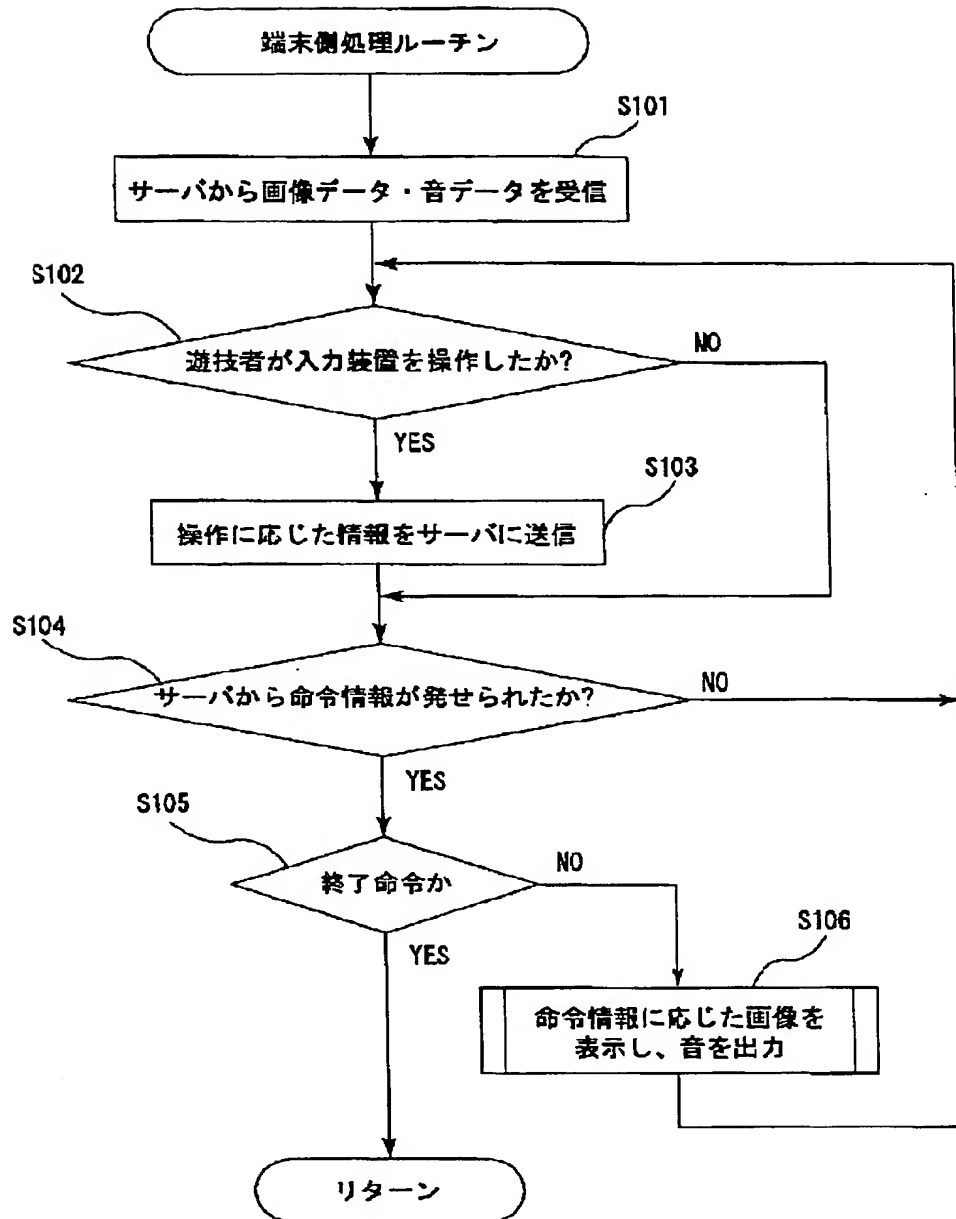 端末側処理ルーチン
S101
サーバから画像データ・音データを受信
S102
遊技者が入力装置を操作したか?
NO
YES
S103
操作に応じた情報をサーバに送信
S104
サーバから命令情報が発せられたか?
NO
YES
S105
終了命令か
NO
YES
S106
命令情報に応じた画像を
表示し、音を出力
リターン